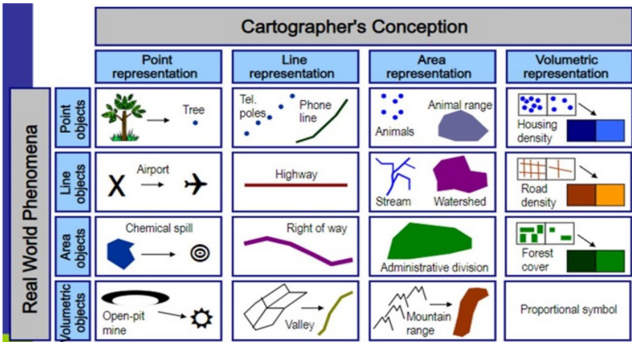 Cartographer's Conception
Point
representation
Line
representation
Area
representation
Volumetric
representation
Real World Phenomena
Point
objects
Tree
Tel.
poles
Phone
line
Animals
Animal range
Housing
density
Line
objects
Airport
Highway
Stream
Watershed
Road
density
Area
objects
Chemical spill
Right of way
Administrative division
Forest
cover
Volumetric
objects
Open-pit
mine
Valley
Mountain
range
Proportional symbol